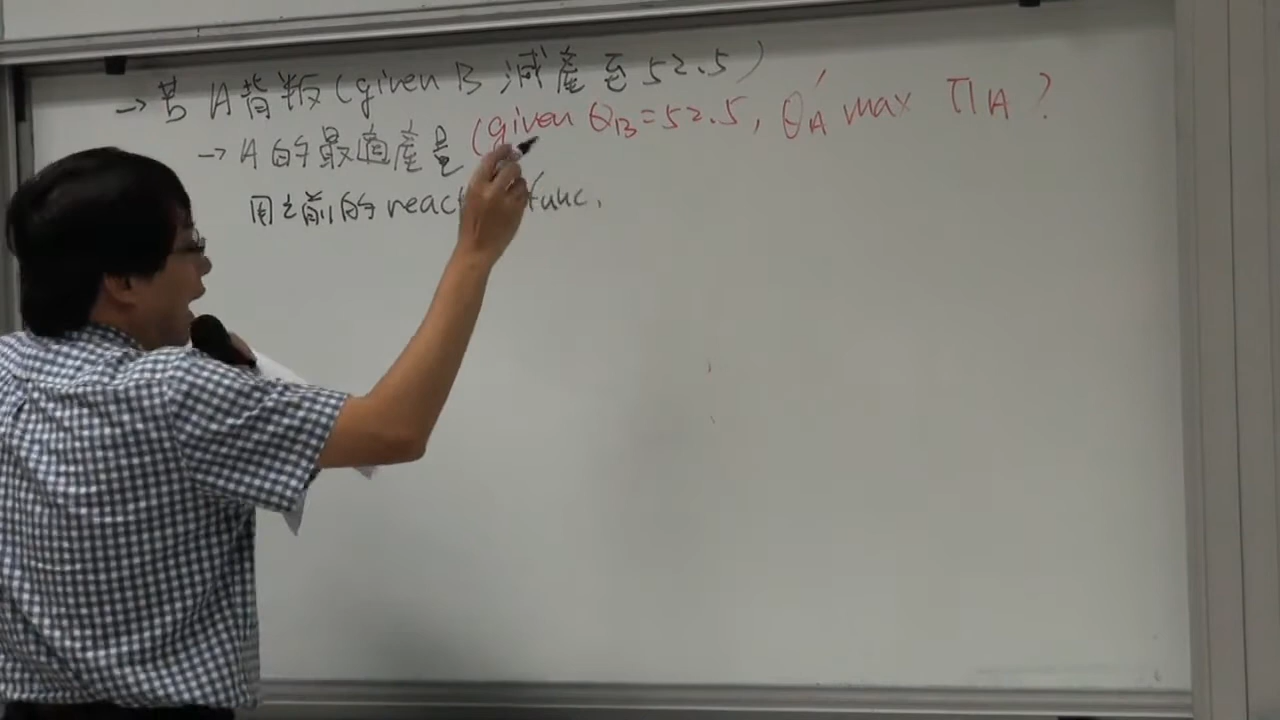 → 若 A 背叛 (given B 減產至 52.5)
→ A 的最適產量 (given Q_B = 52.5, Q_A' max π_A ?
用之前的 react func.